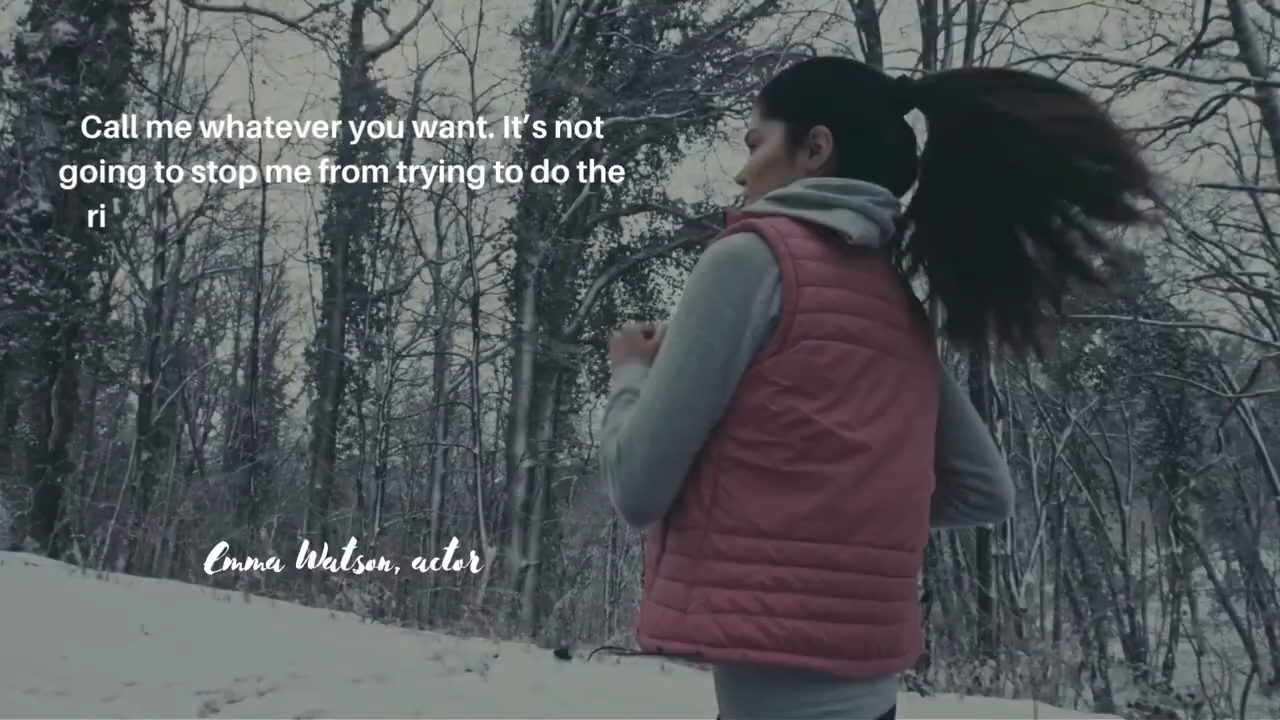 Call me whatever you want. It’s not
going to stop me from trying to do the
ri
Emma Watson, actor